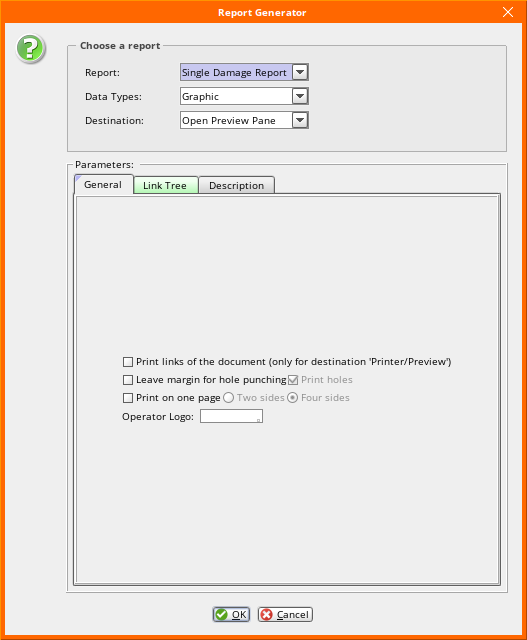 Report Generator
Choose a report
Report: Single Damage Report
Data Types: Graphic
Destination: Open Preview Pane
Parameters:
General Link Tree Description
Print links of the document (only for destination 'Printer/Preview')
Leave margin for hole punching Print holes
Print on one page Two sides Four sides
Operator Logo:
OK Cancel